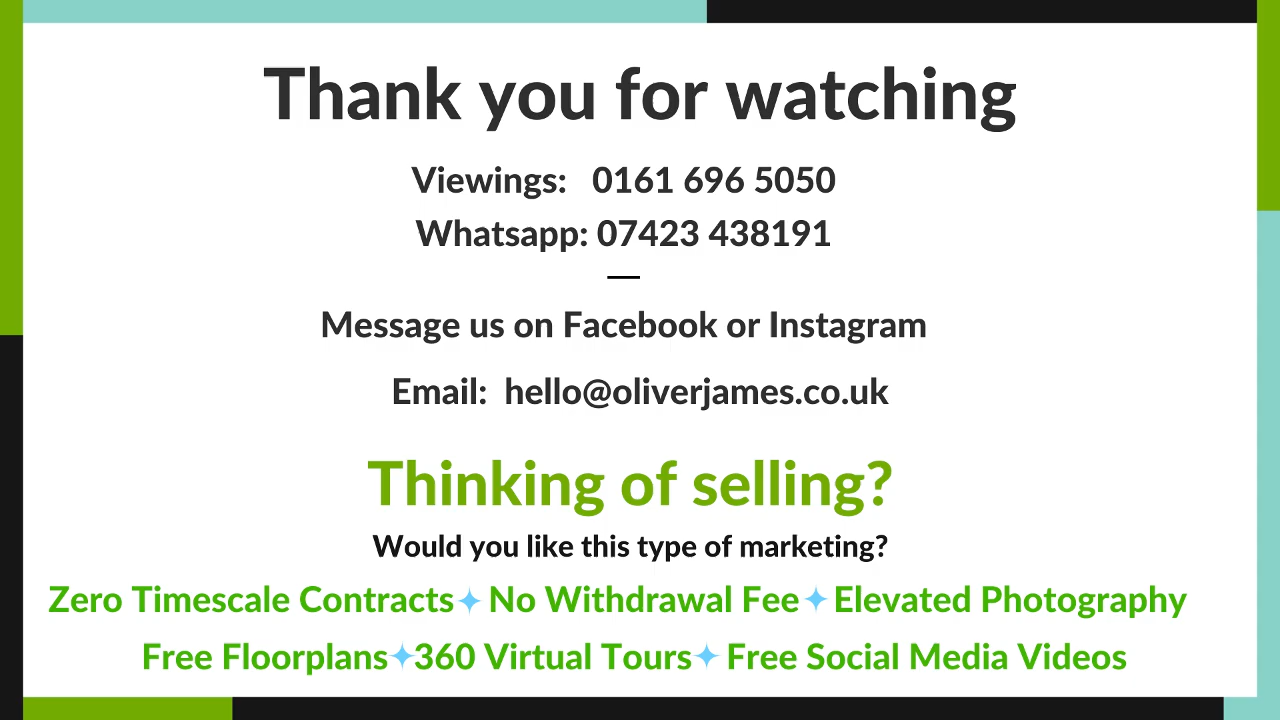 Thank you for watching
Viewings: 0161 696 5050
Whatsapp: 07423 438191
—
Message us on Facebook or Instagram
Email: hello@oliverjames.co.uk
Thinking of selling?
Would you like this type of marketing?
Zero Timescale Contracts✦ No Withdrawal Fee✦Elevated Photography
Free Floorplans✦360 Virtual Tours✦ Free Social Media Videos